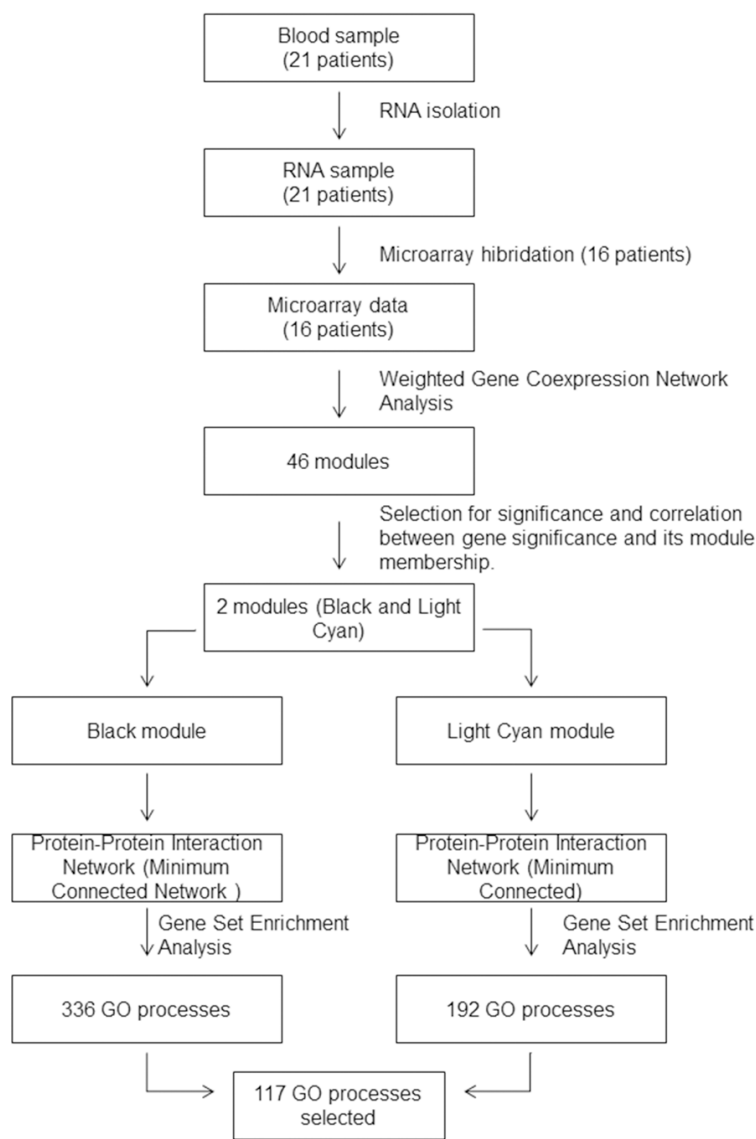 Blood sample
(21 patients)
RNA isolation
RNA sample
(21 patients)
Microarray hibridation (16 patients)
Microarray data
(16 patients)
Weighted Gene Coexpression Network
Analysis
46 modules
Selection for significance and correlation
between gene significance and its module
membership.
2 modules (Black and Light
Cyan)
Black module
Light Cyan module
Protein-Protein Interaction
Network (Minimum
Connected Network )
Protein-Protein Interaction
Network (Minimum
Connected)
Gene Set Enrichment
Analysis
Gene Set Enrichment
Analysis
336 GO processes
192 GO processes
117 GO processes
selected